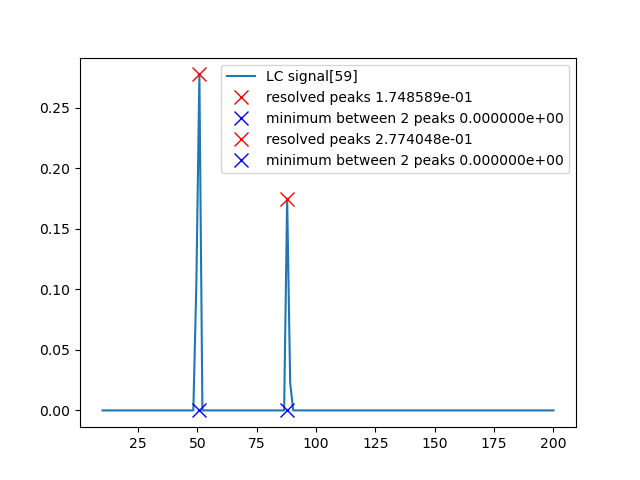 LC signal[59]
resolved peaks 1.748589e-01
minimum between 2 peaks 0.000000e+00
resolved peaks 2.774048e-01
minimum between 2 peaks 0.000000e+00
0.25
0.20
0.15
0.10
0.05
0.00
25 50 75 100 125 150 175 200